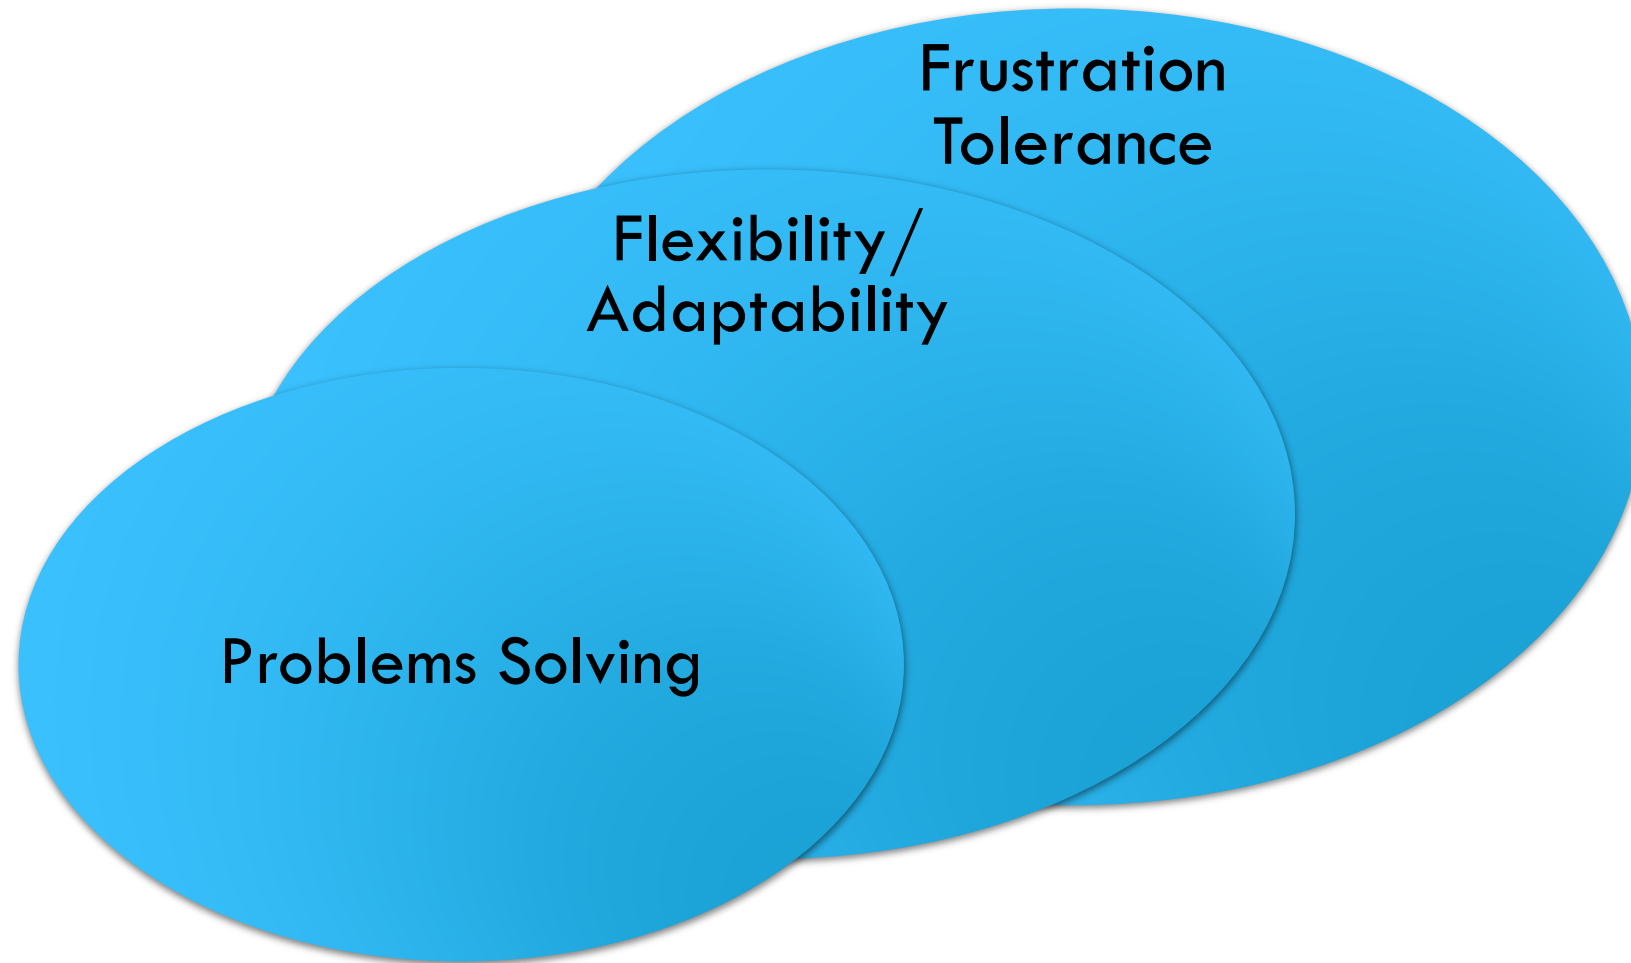 Frustration
Tolerance
Flexibility/
Adaptability
Problems Solving